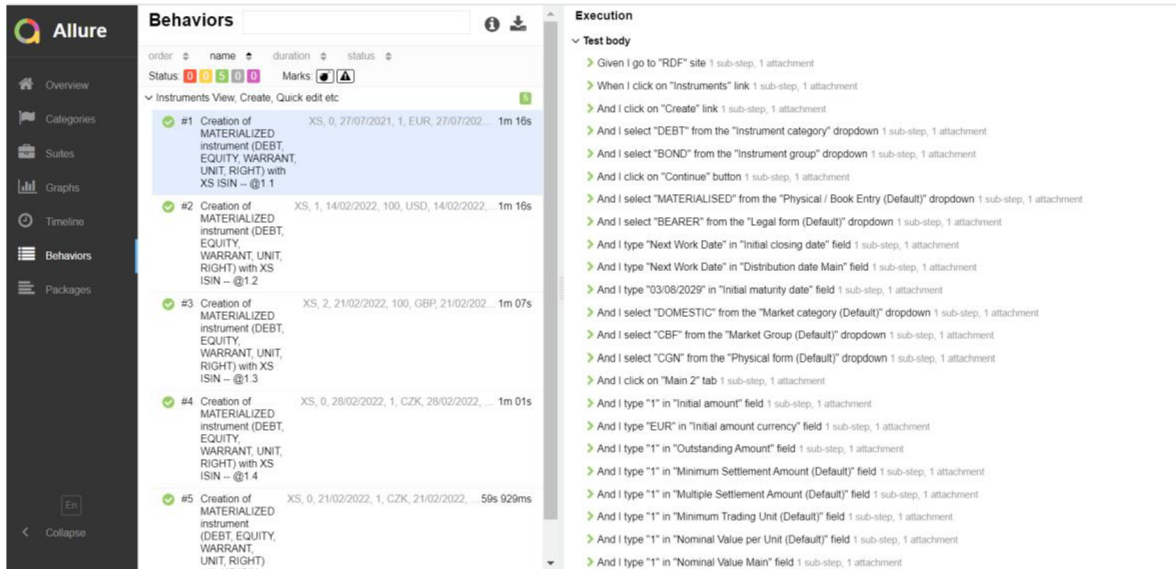 Allure
Overview
Categories
Suites
Graphs
Timeline
Behaviors
Packages
En
Collapse
Behaviors
order name duration status
Status: 0 0 5 0 0 Marks:
Instruments View, Create, Quick edit etc 5
#1 Creation of XS, 0, 27/07/2021, 1, EUR, 27/07/202... 1m 16s
MATERIALIZED
instrument (DEBT,
EQUITY, WARRANT,
UNIT, RIGHT) with
XS ISIN -- @1.1
#2 Creation of XS, 1, 14/02/2022, 100, USD, 14/02/2022,... 1m 16s
MATERIALIZED
instrument (DEBT,
EQUITY,
WARRANT, UNIT,
RIGHT) with XS
ISIN -- @1.2
#3 Creation of XS, 2, 21/02/2022, 100, GBP, 21/02/202... 1m 07s
MATERIALIZED
instrument (DEBT,
EQUITY,
WARRANT, UNIT,
RIGHT) with XS
ISIN -- @1.3
#4 Creation of XS, 0, 28/02/2022, 1, CZK, 28/02/2022, ... 1m 01s
MATERIALIZED
instrument (DEBT,
EQUITY,
WARRANT, UNIT,
RIGHT) with XS
ISIN -- @1.4
#5 Creation of XS, 0, 21/02/2022, 1, CZK, 21/02/2022, ... 59s 929ms
MATERIALIZED
instrument
(DEBT, EQUITY,
WARRANT,
UNIT, RIGHT)
Execution
Test body
Given I go to "RDF" site 1 sub-step, 1 attachment
When I click on "Instruments" link 1 sub-step, 1 attachment
And I click on "Create" link 1 sub-step, 1 attachment
And I select "DEBT" from the "Instrument category" dropdown 1 sub-step, 1 attachment
And I select "BOND" from the "Instrument group" dropdown 1 sub-step, 1 attachment
And I click on "Continue" button 1 sub-step, 1 attachment
And I select "MATERIALISED" from the "Physical / Book Entry (Default)" dropdown 1 sub-step, 1 attachment
And I select "BEARER" from the "Legal form (Default)" dropdown 1 sub-step, 1 attachment
And I type "Next Work Date" in "Initial closing date" field 1 sub-step, 1 attachment
And I type "Next Work Date" in "Distribution date Main" field 1 sub-step, 1 attachment
And I type "03/08/2029" in "Initial maturity date" field 1 sub-step, 1 attachment
And I select "DOMESTIC" from the "Market category (Default)" dropdown 1 sub-step, 1 attachment
And I select "CBF" from the "Market Group (Default)" dropdown 1 sub-step, 1 attachment
And I select "CGN" from the "Physical form (Default)" dropdown 1 sub-step, 1 attachment
And I click on "Main 2" tab 1 sub-step, 1 attachment
And I type "1" in "Initial amount" field 1 sub-step, 1 attachment
And I type "EUR" in "Initial amount currency" field 1 sub-step, 1 attachment
And I type "1" in "Outstanding Amount" field 1 sub-step, 1 attachment
And I type "1" in "Minimum Settlement Amount (Default)" field 1 sub-step, 1 attachment
And I type "1" in "Multiple Settlement Amount (Default)" field 1 sub-step, 1 attachment
And I type "1" in "Minimum Trading Unit (Default)" field 1 sub-step, 1 attachment
And I type "1" in "Nominal Value per Unit (Default)" field 1 sub-step, 1 attachment
And I type "1" in "Nominal Value Main" field 1 sub-step, 1 attachment